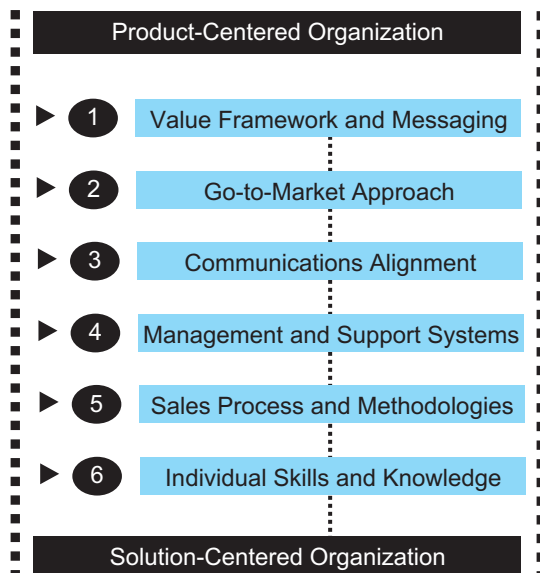 Product-Centered Organization
1 Value Framework and Messaging
2 Go-to-Market Approach
3 Communications Alignment
4 Management and Support Systems
5 Sales Process and Methodologies
6 Individual Skills and Knowledge
Solution-Centered Organization